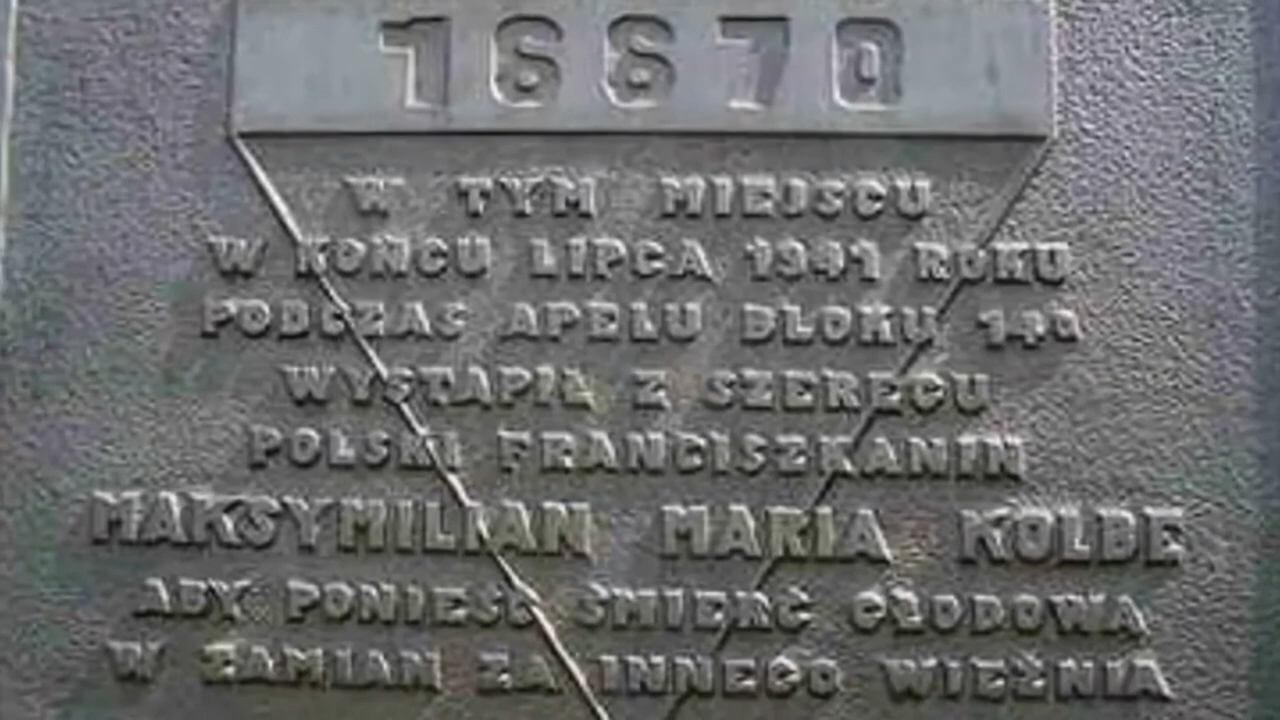 16670
W TYM MIEJSCU
W KOŃCU LIPCA 1941 ROKU
PODCZAS APELU BLOKU 14a
WYSTĄPIŁ Z SZEREGU
POLSKI FRANCISZKANIN
MAKSYMILIAN MARIA KOLBE
ABY PONIEŚĆ ŚMIERĆ GŁODOWĄ
W ZAMIAN ZA INNEGO WIĘŹNIA